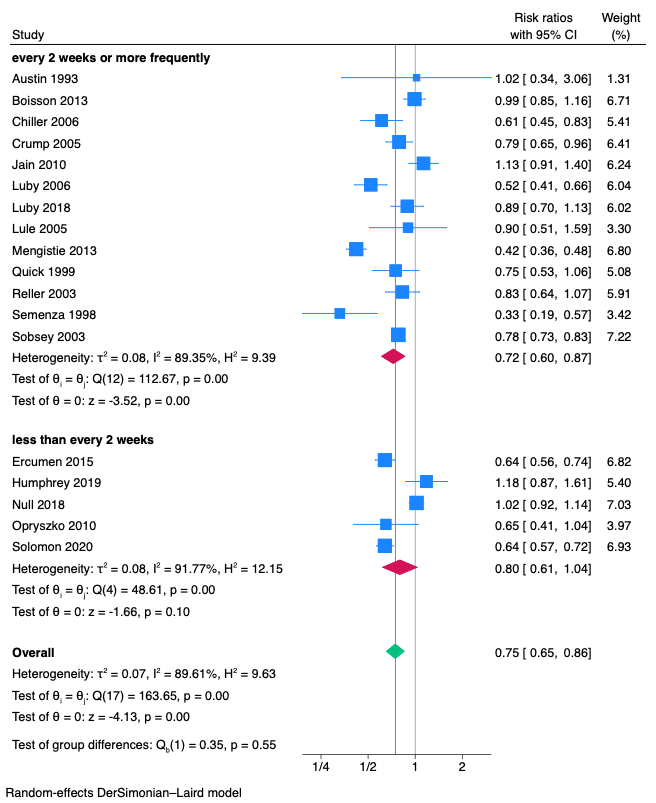 Risk ratios Weight
Study with 95% CI (%)
every 2 weeks or more frequently
Austin 1993 1.02 [ 0.34, 3.06] 1.31
Boisson 2013 0.99 [ 0.85, 1.16] 6.71
Chiller 2006 0.61 [ 0.45, 0.83] 5.41
Crump 2005 0.79 [ 0.65, 0.96] 6.41
Jain 2010 1.13 [ 0.91, 1.40] 6.24
Luby 2006 0.52 [ 0.41, 0.66] 6.04
Luby 2018 0.89 [ 0.70, 1.13] 6.02
Lule 2005 0.90 [ 0.51, 1.59] 3.30
Mengistie 2013 0.42 [ 0.36, 0.48] 6.80
Quick 1999 0.75 [ 0.53, 1.06] 5.08
Reller 2003 0.83 [ 0.64, 1.07] 5.91
Semenza 1998 0.33 [ 0.19, 0.57] 3.42
Sobsey 2003 0.78 [ 0.73, 0.83] 7.22
Heterogeneity: τ² = 0.08, I² = 89.35%, H² = 9.39 0.72 [ 0.60, 0.87]
Test of θᵢ = θⱼ: Q(12) = 112.67, p = 0.00
Test of θ = 0: z = -3.52, p = 0.00
less than every 2 weeks
Ercumen 2015 0.64 [ 0.56, 0.74] 6.82
Humphrey 2019 1.18 [ 0.87, 1.61] 5.40
Null 2018 1.02 [ 0.92, 1.14] 7.03
Opryszko 2010 0.65 [ 0.41, 1.04] 3.97
Solomon 2020 0.64 [ 0.57, 0.72] 6.93
Heterogeneity: τ² = 0.08, I² = 91.77%, H² = 12.15 0.80 [ 0.61, 1.04]
Test of θᵢ = θⱼ: Q(4) = 48.61, p = 0.00
Test of θ = 0: z = -1.66, p = 0.10
Overall 0.75 [ 0.65, 0.86]
Heterogeneity: τ² = 0.07, I² = 89.61%, H² = 9.63
Test of θᵢ = θⱼ: Q(17) = 163.65, p = 0.00
Test of θ = 0: z = -4.13, p = 0.00
Test of group differences: Q_b(1) = 0.35, p = 0.55
1/4 1/2 1 2
Random-effects DerSimonian–Laird model